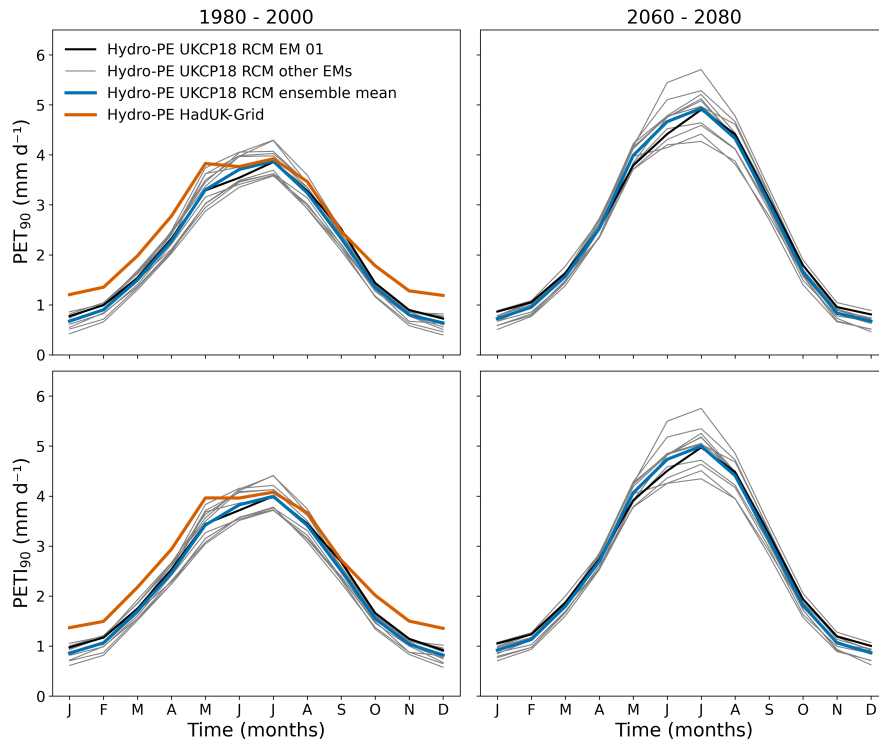 1980 - 2000
2060 - 2080
Hydro-PE UKCP18 RCM EM 01
Hydro-PE UKCP18 RCM other EMs
Hydro-PE UKCP18 RCM ensemble mean
Hydro-PE HadUK-Grid
PET₉₀ (mm d⁻¹)
6
5
4
3
2
1
0
PETI₉₀ (mm d⁻¹)
6
5
4
3
2
1
0
J F M A M J J A S O N D
J F M A M J J A S O N D
Time (months)
Time (months)